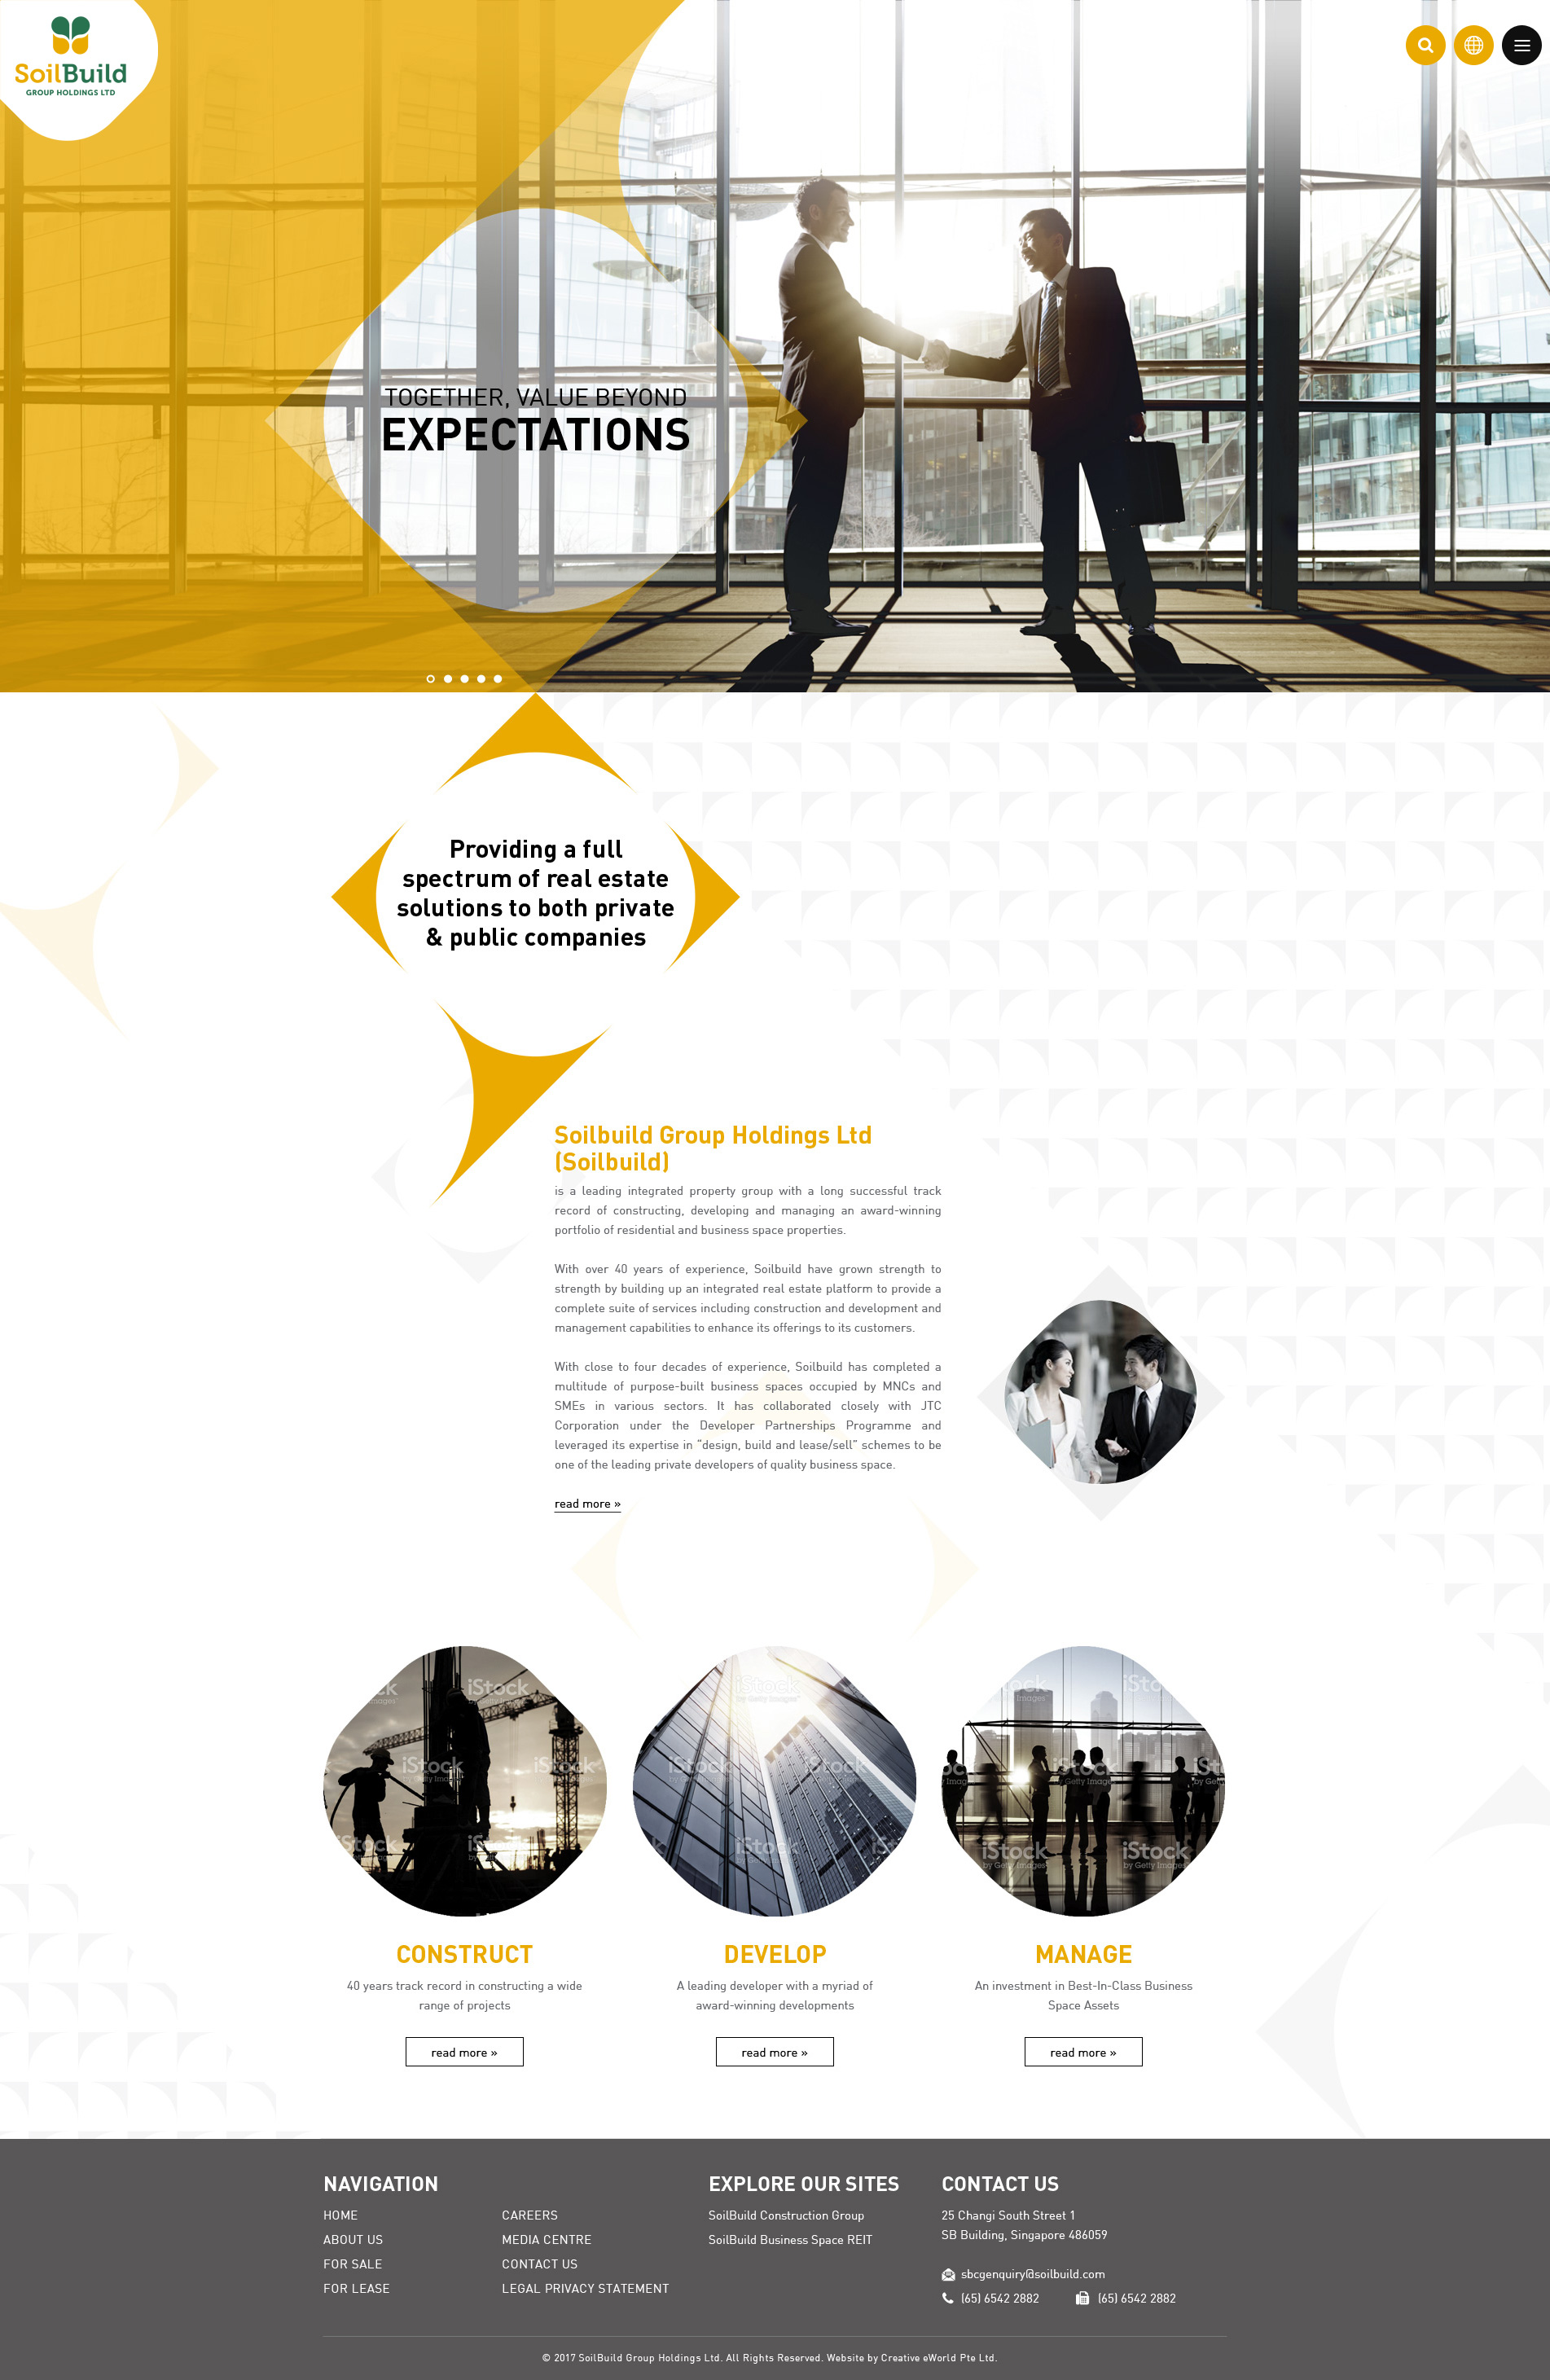 SoilBuild
GROUP HOLDINGS LTD
TOGETHER, VALUE BEYOND
EXPECTATIONS
Providing a full
spectrum of real estate
solutions to both private
& public companies
Soilbuild Group Holdings Ltd
(Soilbuild)
is a leading integrated property group with a long successful track
record of constructing, developing and managing an award-winning
portfolio of residential and business space properties.
With over 40 years of experience, Soilbuild have grown strength to
strength by building up an integrated real estate platform to provide a
complete suite of services including construction and development and
management capabilities to enhance its offerings to its customers.
With close to four decades of experience, Soilbuild has completed a
multitude of purpose-built business spaces occupied by MNCs and
SMEs in various sectors. It has collaborated closely with JTC
Corporation under the Developer Partnerships Programme and
leveraged its expertise in "design, build and lease/sell" schemes to be
one of the leading private developers of quality business space.
read more »
iStock
by Getty Images
CONSTRUCT
40 years track record in constructing a wide
range of projects
read more »
DEVELOP
A leading developer with a myriad of
award-winning developments
read more »
MANAGE
An investment in Best-In-Class Business
Space Assets
read more »
NAVIGATION
HOME
ABOUT US
FOR SALE
FOR LEASE
CAREERS
MEDIA CENTRE
CONTACT US
LEGAL PRIVACY STATEMENT
EXPLORE OUR SITES
SoilBuild Construction Group
SoilBuild Business Space REIT
CONTACT US
25 Changi South Street 1
SB Building, Singapore 486059
sbcgenquiry@soilbuild.com
(65) 6542 2882
(65) 6542 2882
© 2017 SoilBuild Group Holdings Ltd. All Rights Reserved. Website by Creative eWorld Pte Ltd.